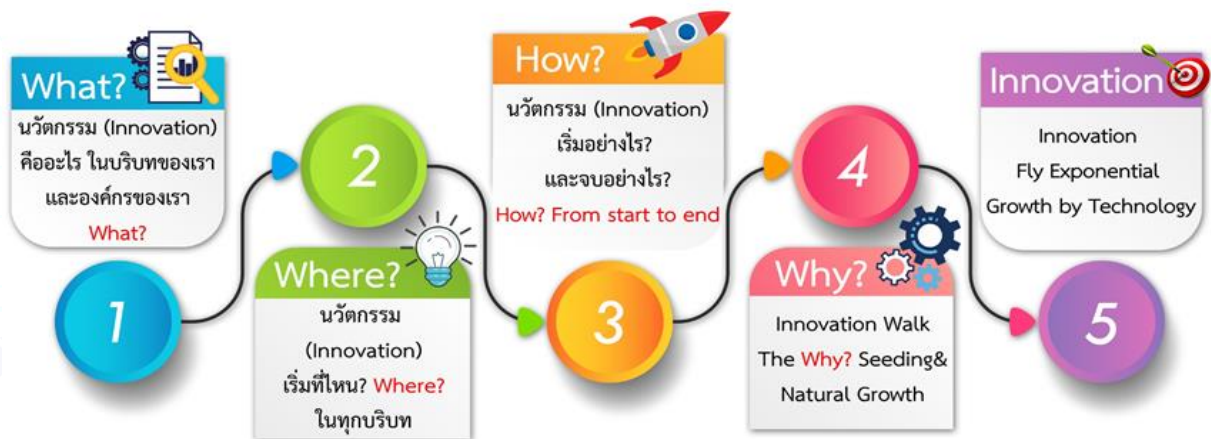 What?
นวัตกรรม (Innovation)
คืออะไร ในบริบทของเรา
และองค์กรของเรา
What?
1
2
Where?
นวัตกรรม
(Innovation)
เริ่มที่ไหน? Where?
ในทุกบริบท
How?
นวัตกรรม (Innovation)
เริ่มอย่างไร?
และจบอย่างไร?
How? From start to end
3
4
Why?
Innovation Walk
The Why? Seeding&
Natural Growth
Innovation
Innovation
Fly Exponential
Growth by Technology
5